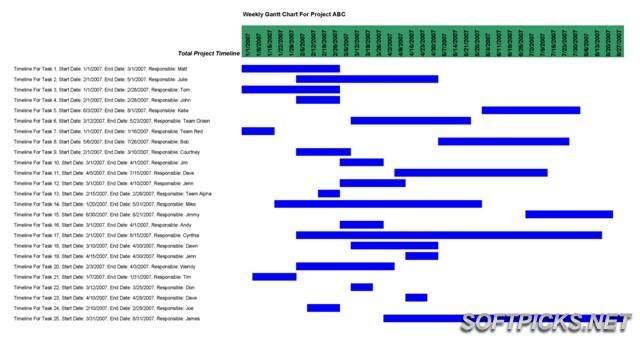 Weekly Gantt Chart For Project ABC
1/1/2007 1/8/2007 1/15/2007 1/22/2007 1/29/2007 2/5/2007 2/12/2007 2/19/2007 2/26/2007 3/5/2007 3/12/2007 3/19/2007 3/26/2007 4/2/2007 4/9/2007 4/16/2007 4/23/2007 4/30/2007 5/7/2007 5/14/2007 5/21/2007 5/28/2007 6/4/2007 6/11/2007 6/18/2007 6/25/2007 7/2/2007 7/9/2007 7/16/2007 7/23/2007 7/30/2007 8/6/2007 8/13/2007 8/20/2007 8/27/2007
Total Project Timeline
Timeline For Task 1. Start Date: 1/1/2007, End Date: 3/1/2007, Responsible: Matt
Timeline For Task 2. Start Date: 2/1/2007, End Date: 5/1/2007, Responsible: Julie
Timeline For Task 3. Start Date: 1/1/2007, End Date: 2/28/2007, Responsible: Tom
Timeline For Task 4. Start Date: 2/1/2007, End Date: 2/28/2007, Responsible: John
Timeline For Task 5. Start Date: 6/3/2007, End Date: 8/1/2007, Responsible: Katie
Timeline For Task 6. Start Date: 3/12/2007, End Date: 5/23/2007, Responsible: Team Green
Timeline For Task 7. Start Date: 1/1/2007, End Date: 1/16/2007, Responsible: Team Red
Timeline For Task 8. Start Date: 5/6/2007, End Date: 7/26/2007, Responsible: Bob
Timeline For Task 9. Start Date: 2/1/2007, End Date: 3/10/2007, Responsible: Courtney
Timeline For Task 10. Start Date: 3/1/2007, End Date: 4/1/2007, Responsible: Jim
Timeline For Task 11. Start Date: 4/5/2007, End Date: 7/15/2007, Responsible: Dave
Timeline For Task 12. Start Date: 3/1/2007, End Date: 4/10/2007, Responsible: Jenn
Timeline For Task 13. Start Date: 2/15/2007, End Date: 2/26/2007, Responsible: Team Alpha
Timeline For Task 14. Start Date: 1/20/2007, End Date: 5/31/2007, Responsible: Mike
Timeline For Task 15. Start Date: 6/30/2007, End Date: 8/21/2007, Responsible: Jimmy
Timeline For Task 16. Start Date: 3/1/2007, End Date: 4/1/2007, Responsible: Andy
Timeline For Task 17. Start Date: 2/1/2007, End Date: 8/15/2007, Responsible: Cynthia
Timeline For Task 18. Start Date: 3/10/2007, End Date: 4/30/2007, Responsible: Dawn
Timeline For Task 19. Start Date: 4/15/2007, End Date: 4/30/2007, Responsible: Jenn
Timeline For Task 20. Start Date: 2/3/2007, End Date: 4/3/2007, Responsible: Wendy
Timeline For Task 21. Start Date: 1/7/2007, End Date: 1/31/2007, Responsible: Tim
Timeline For Task 22. Start Date: 3/12/2007, End Date: 3/25/2007, Responsible: Don
Timeline For Task 23. Start Date: 4/10/2007, End Date: 4/28/2007, Responsible: Dave
Timeline For Task 24. Start Date: 2/10/2007, End Date: 2/28/2007, Responsible: Joe
Timeline For Task 25. Start Date: 3/31/2007, End Date: 8/31/2007, Responsible: James
SOFTPICKS.NET